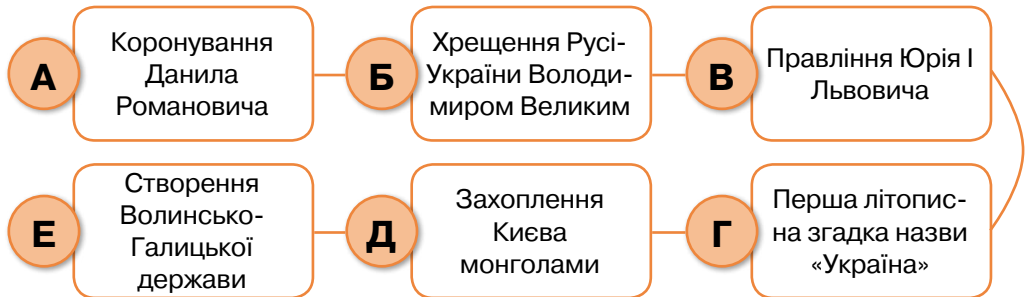 А
Коронування
Данила
Романовича
Б
Хрещення Русі-
України Володи-
миром Великим
В
Правління Юрія І
Львовича
Г
Перша літопис-
на згадка назви
«Україна»
Д
Захоплення
Києва
монголами
Е
Створення
Волинсько-
Галицької
держави